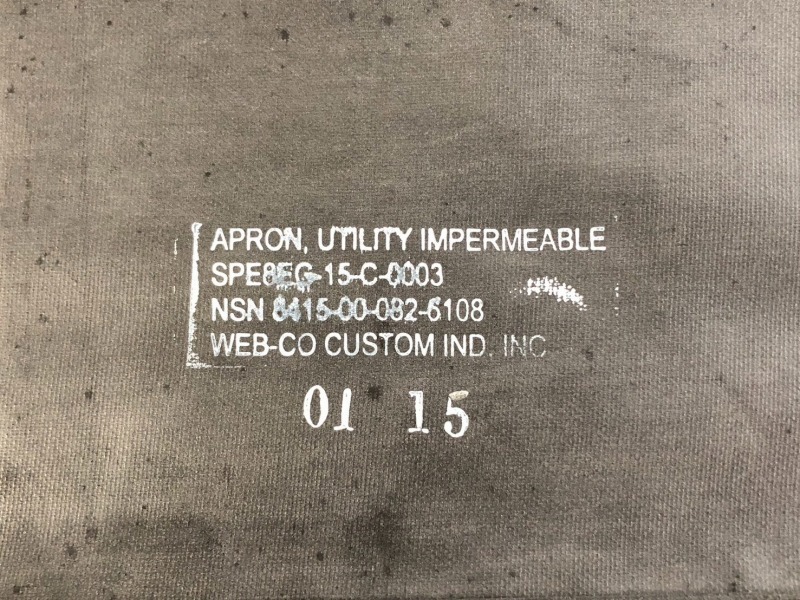 APRON, UTILITY IMPERMEABLE
SPE8EG-15-C-0003
NSN 8415-00-082-6108
WEB-CO CUSTOM IND. INC
01 15